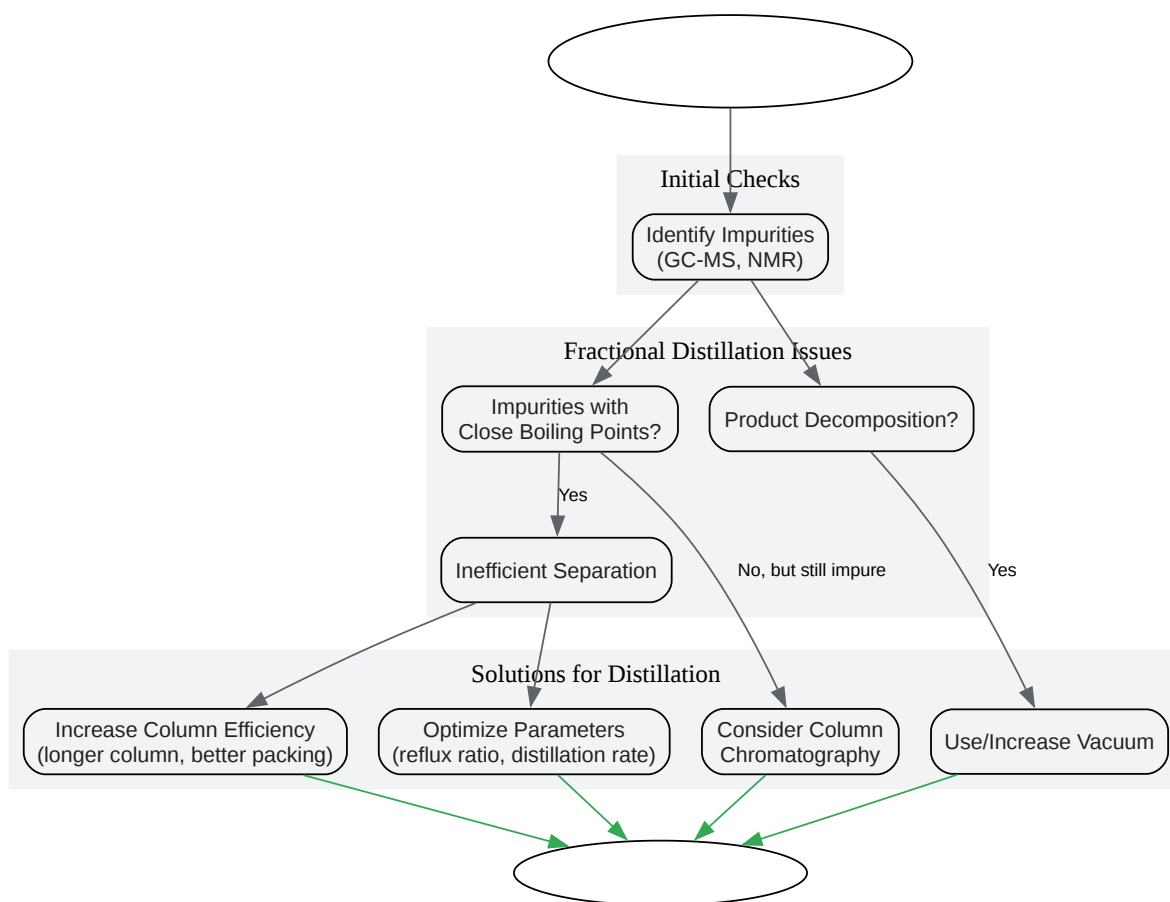 Initial Checks
Identify Impurities
(GC-MS, NMR)
Fractional Distillation Issues
Impurities with
Close Boiling Points?
Product Decomposition?
Yes
Inefficient Separation
No, but still impure
Yes
Solutions for Distillation
Increase Column Efficiency
(longer column, better packing)
Optimize Parameters
(reflux ratio, distillation rate)
Consider Column
Chromatography
Use/Increase Vacuum